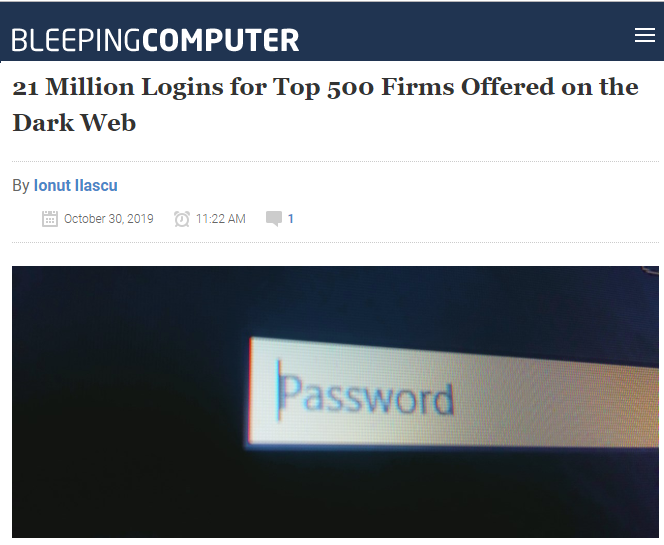 BLEEPINGCOMPUTER
21 Million Logins for Top 500 Firms Offered on the
Dark Web
By Ionut Ilascu
October 30, 2019 11:22 AM 1
Password